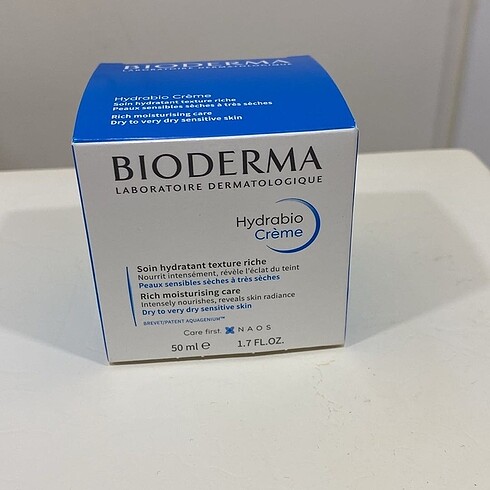 BIODERMA
LABORATOIRE DERMATOLOGIQUE
Hydrabio Crème
Soin hydratant texture riche
Peaux sensibles sèches à très sèches
Rich moisturising care
Dry to very dry sensitive skin
BIODERMA
LABORATOIRE DERMATOLOGIQUE
Hydrabio
Crème
Soin hydratant texture riche
Nourrit intensément, révèle l'éclat du teint
Peaux sensibles sèches à très sèches
Rich moisturising care
Intensely nourishes, reveals skin radiance
Dry to very dry sensitive skin
BREVET/PATENT AQUAGENIUM™
Care first. NAOS
50 ml ℮ 1.7 FL.OZ.